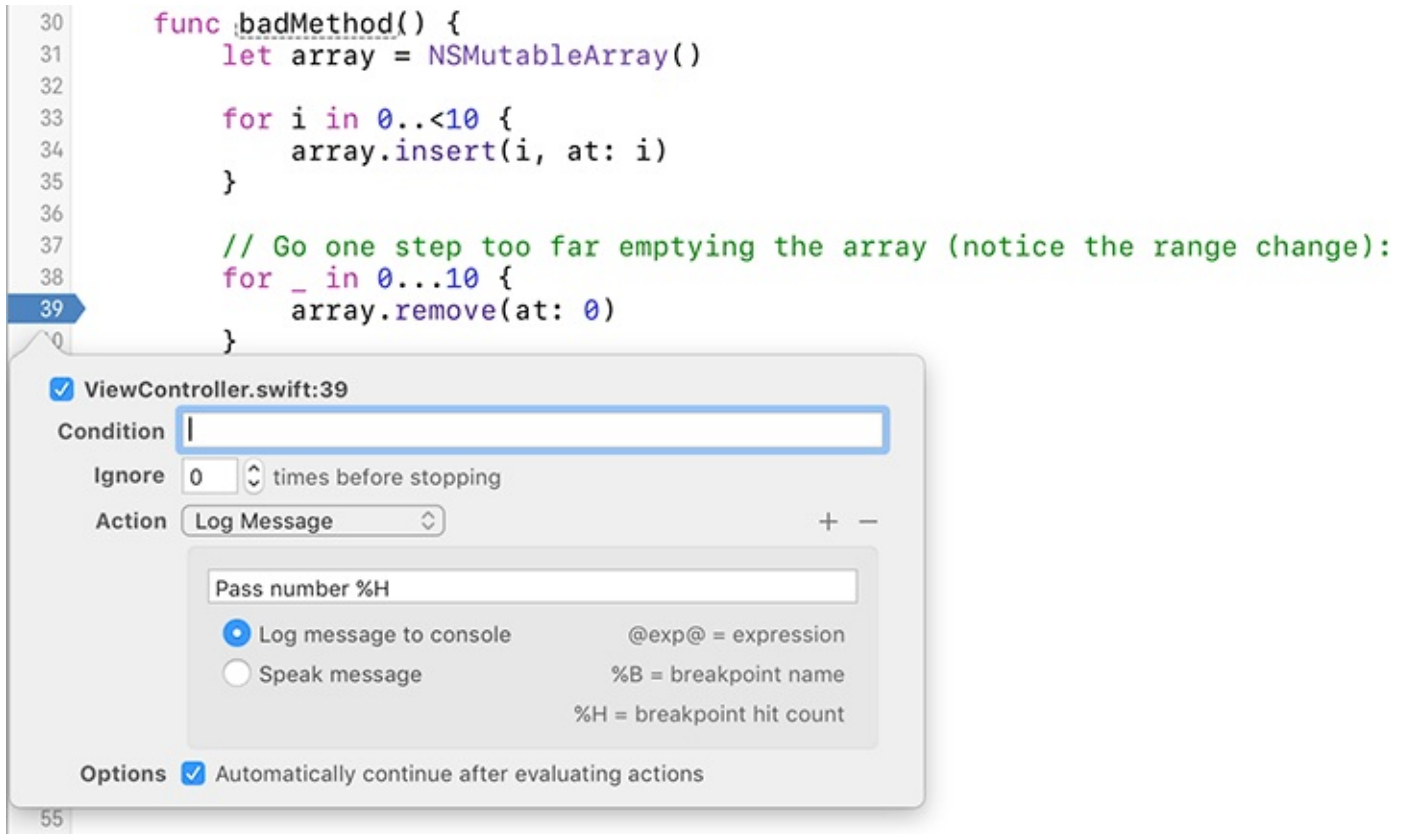 30 func badMethod() {
31 let array = NSMutableArray()
32
33 for i in 0..<10 {
34 array.insert(i, at: i)
35 }
36
37 // Go one step too far emptying the array (notice the range change):
38 for _ in 0...10 {
39 array.remove(at: 0)
}
ViewController.swift:39
Condition
Ignore 0 times before stopping
Action Log Message + −
Pass number %H
Log message to console @exp@ = expression
Speak message %B = breakpoint name
%H = breakpoint hit count
Options Automatically continue after evaluating actions
55